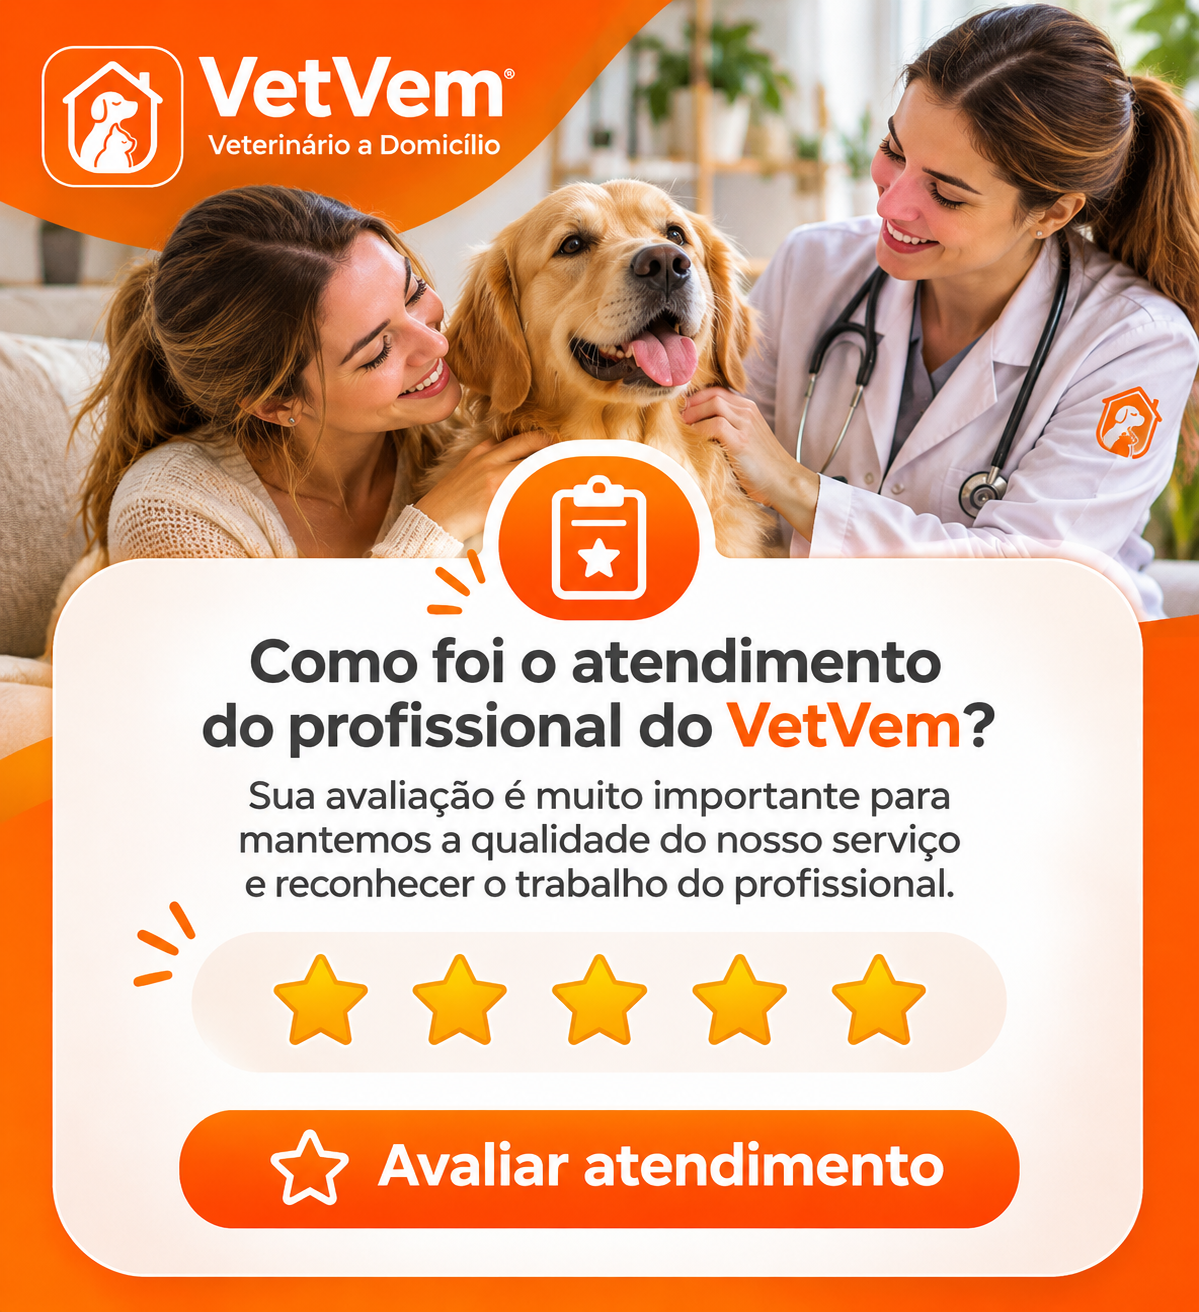 VetVem®
Veterinário a Domicílio
Como foi o atendimento
do profissional do VetVem?
Sua avaliação é muito importante para
mantemos a qualidade do nosso serviço
e reconhecer o trabalho do profissional.
Avaliar atendimento